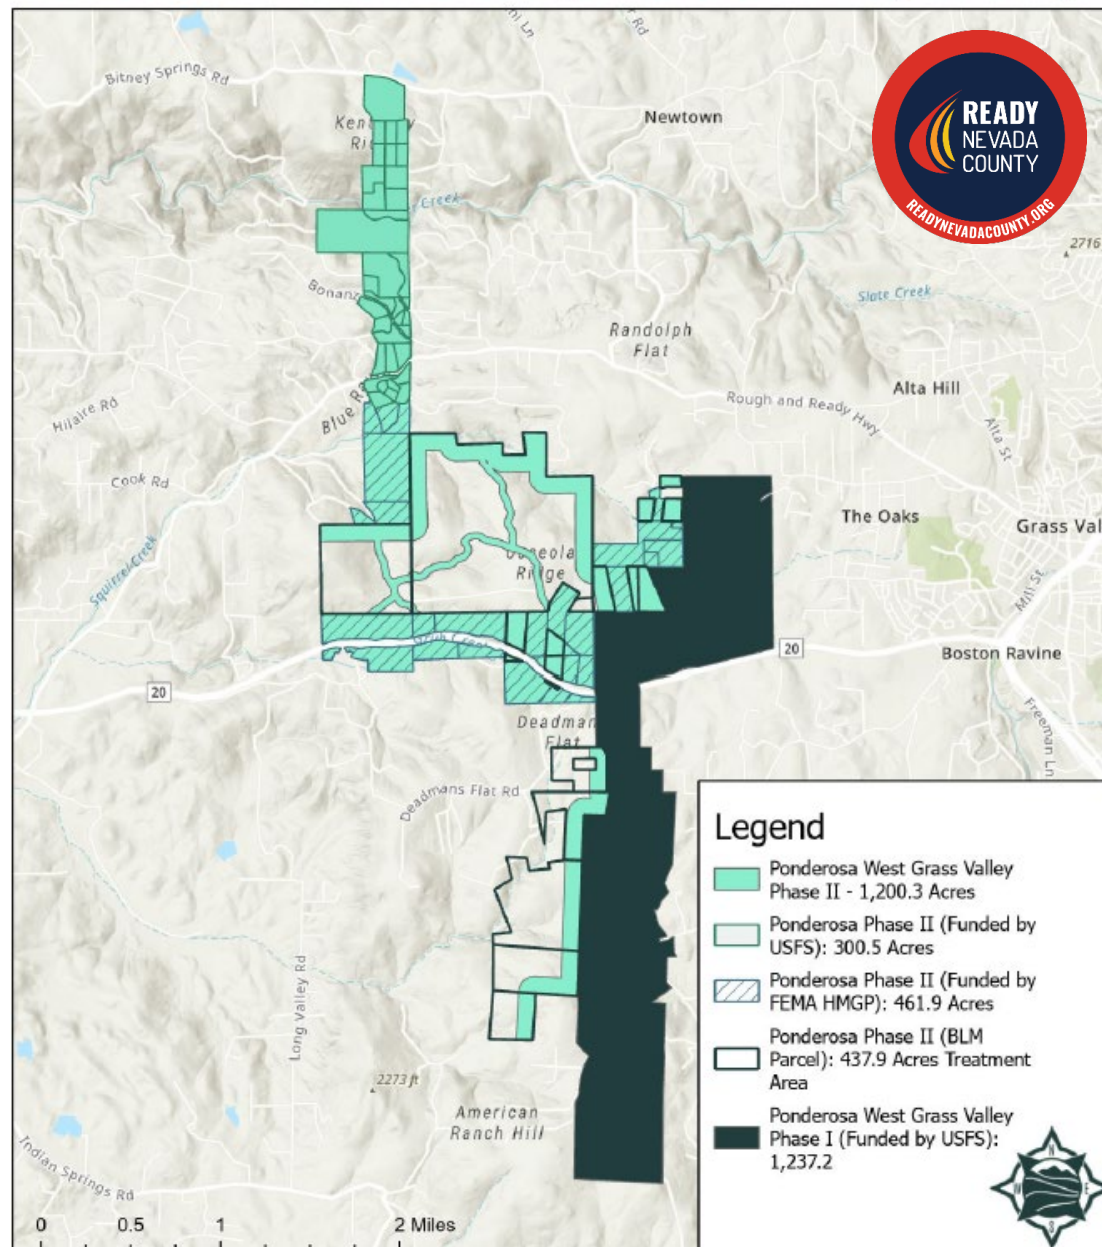 Bitney Springs Rd
Newtown
READY
NEVADA
COUNTY
READYNEVADACOUNTY.ORG
Creek
2716
Slate Creek
Bonanz
Randolph
Flat
Alta Hill
Rough and Ready Hwy
Hilaire Rd
Blue Ra
Alta St
Cook Rd
The Oaks
Grass Val
Squirrel Creek
Ridge
Mill St
20
Boston Ravine
20
Deadman
Flat
Freeman Ln
Deadmans Flat Rd
Long Valley Rd
2273 ft
American
Ranch Hill
Indian Springs Rd
0 0.5 1 2 Miles
Legend
Ponderosa West Grass Valley
Phase II - 1,200.3 Acres
Ponderosa Phase II (Funded by
USFS): 300.5 Acres
Ponderosa Phase II (Funded by
FEMA HMGP): 461.9 Acres
Ponderosa Phase II (BLM
Parcel): 437.9 Acres Treatment
Area
Ponderosa West Grass Valley
Phase I (Funded by USFS):
1,237.2
N
E
S
W